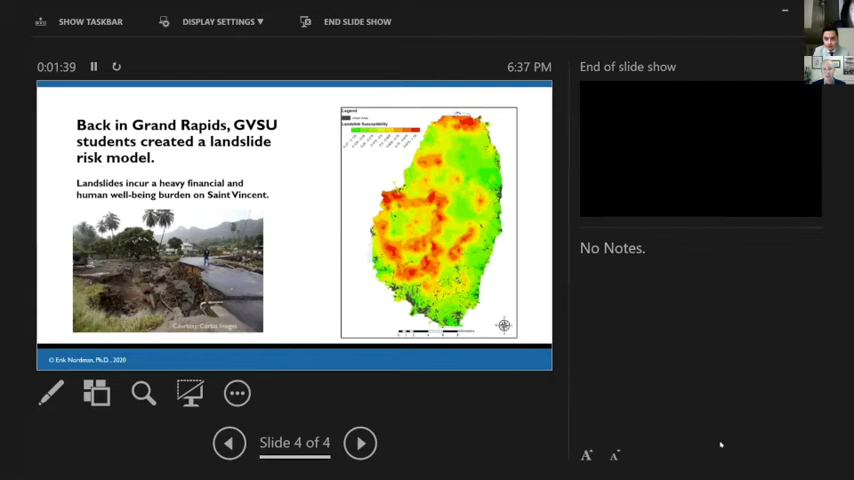 SHOW TASKBAR
DISPLAY SETTINGS ▼
END SLIDE SHOW
0:01:39
6:37 PM
End of slide show
Back in Grand Rapids, GVSU
students created a landslide
risk model.
Landslides incur a heavy financial and
human well-being burden on Saint Vincent.
Courtesy: Corbis Images
Legend
Landslide Susceptibility
© Erik Nordman, Ph.D., 2020
No Notes.
Slide 4 of 4
A A